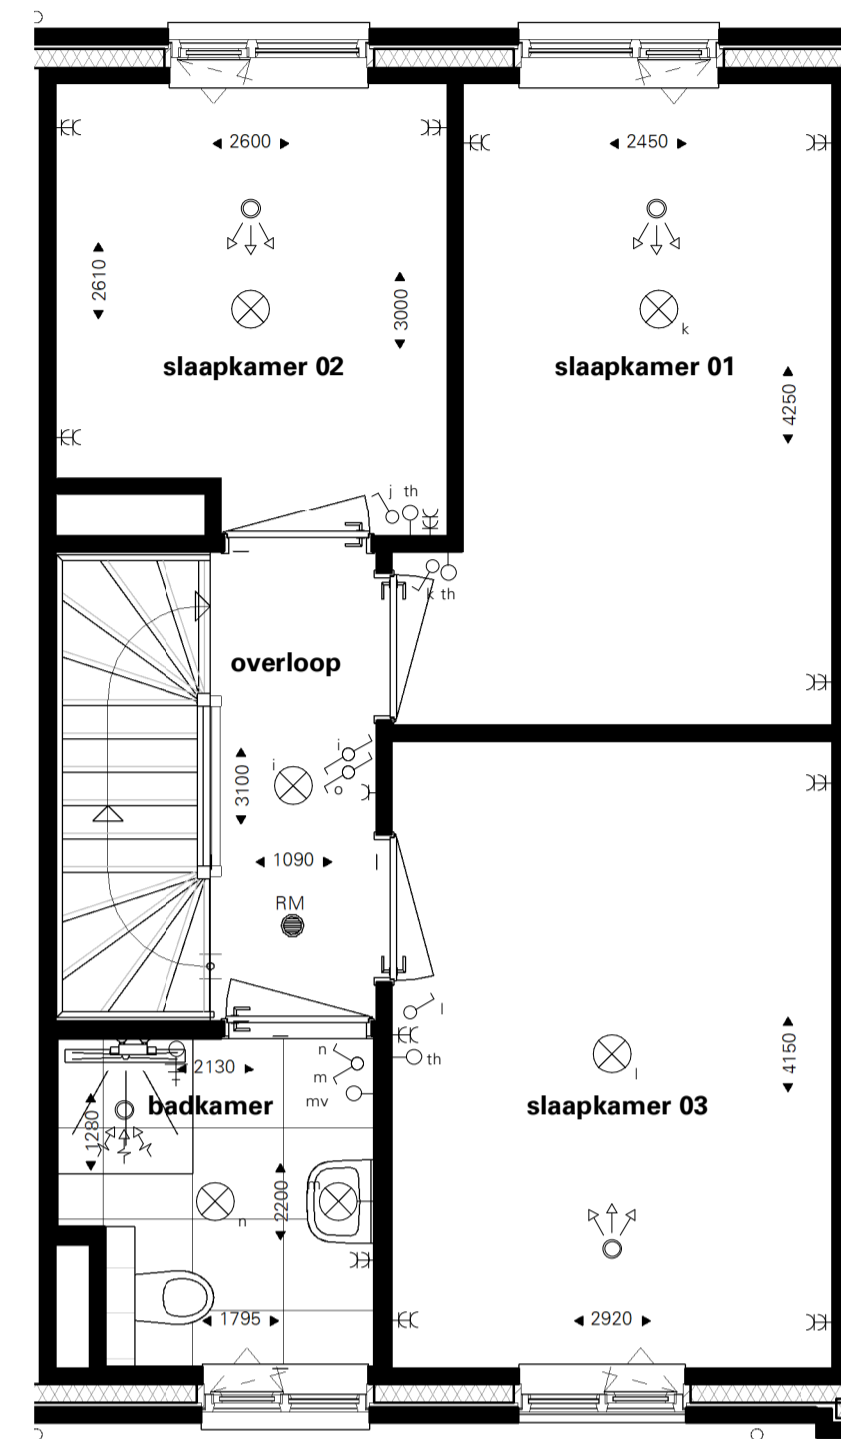 2600
2450
2610
3000
k
slaapkamer 02
slaapkamer 01
4250
j th
k th
overloop
i
i
o
3100
1090
RM
l
n
th
2130
m
l
4150
mv
badkamer
slaapkamer 03
1280
m
2200
n
1795
2920